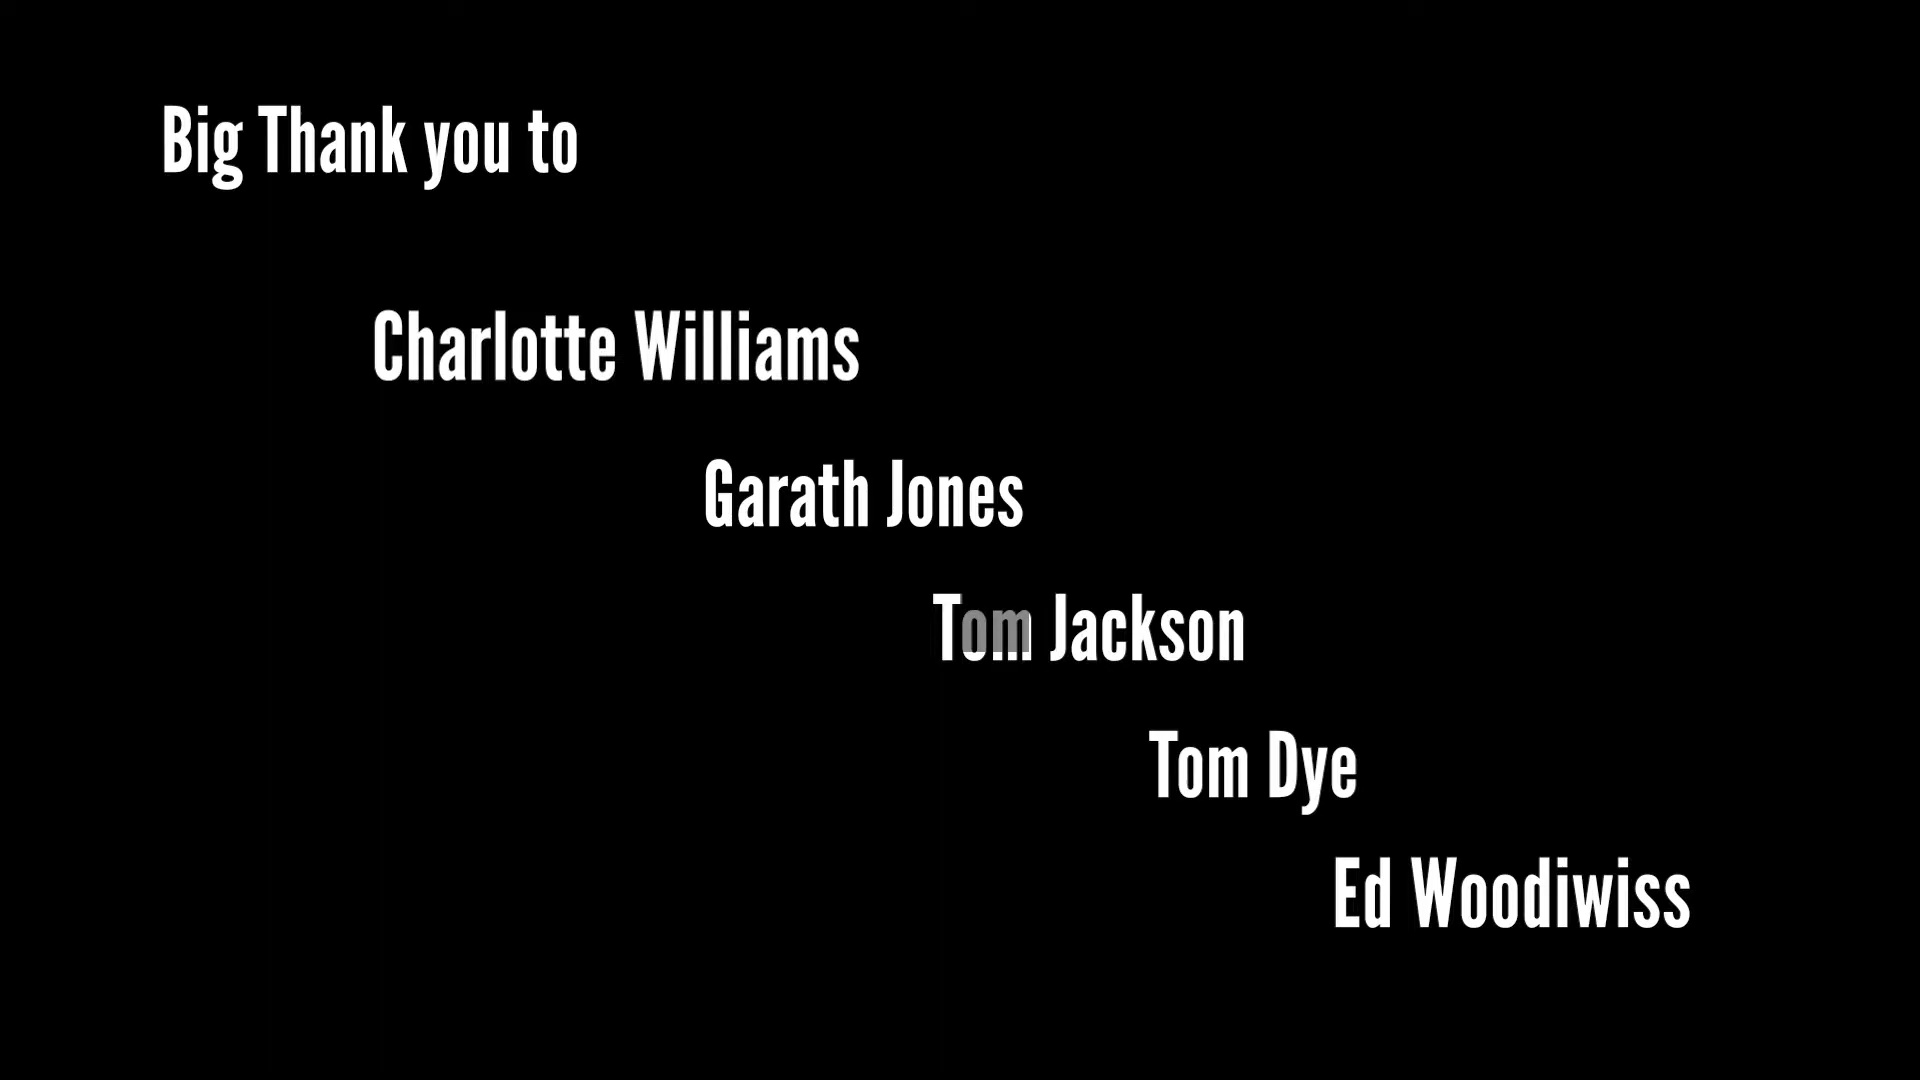 Big Thank you to
Charlotte Williams
Garath Jones
Tom Jackson
Tom Dye
Ed Woodiwiss